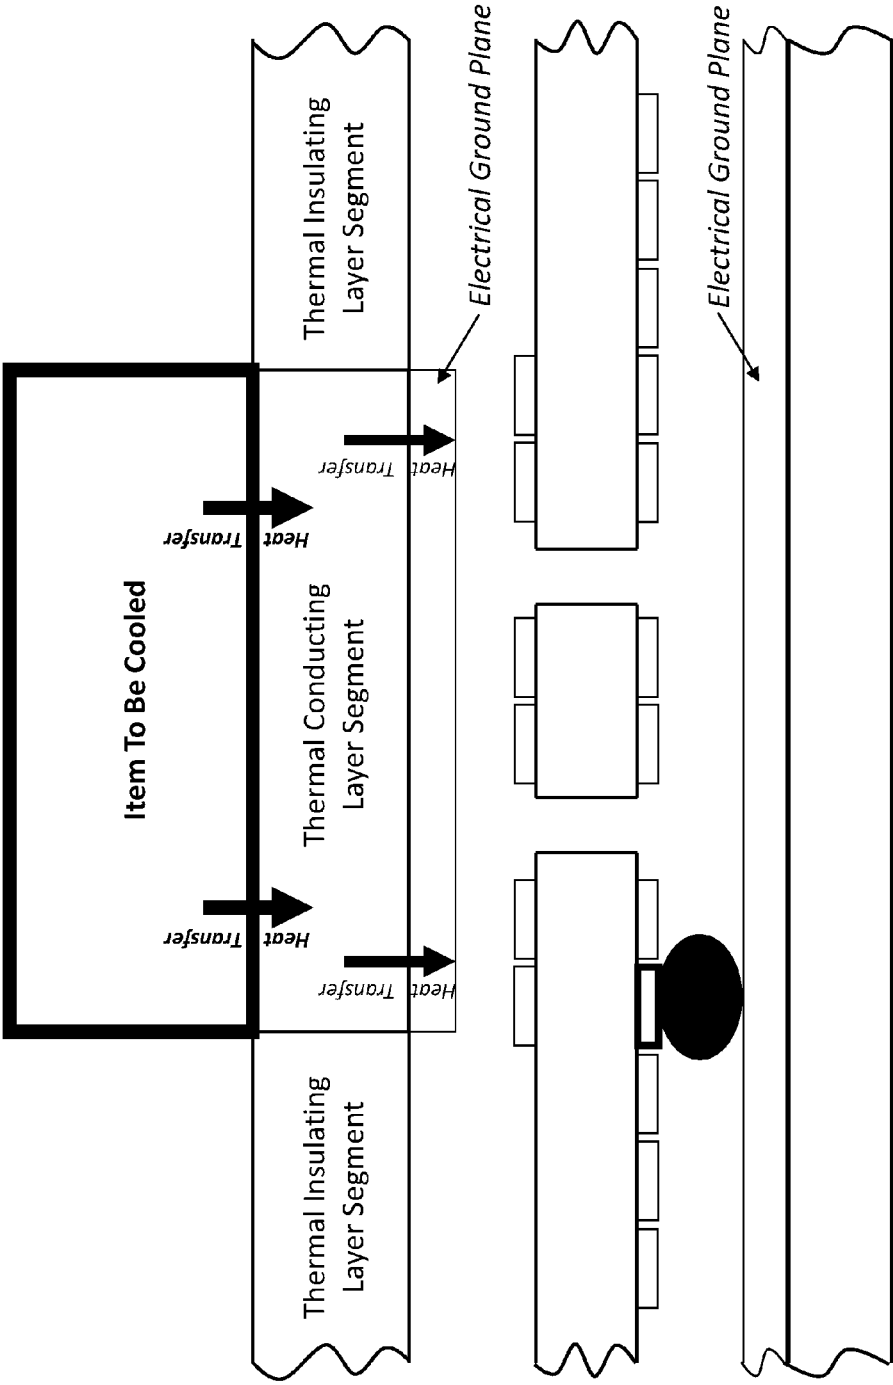 Item To Be Cooled
Heat
Transfer
Heat
Transfer
Thermal Insulating
Layer Segment
Thermal Conducting
Layer Segment
Thermal Insulating
Layer Segment
Heat
Transfer
Heat
Transfer
Electrical Ground Plane
Electrical Ground Plane